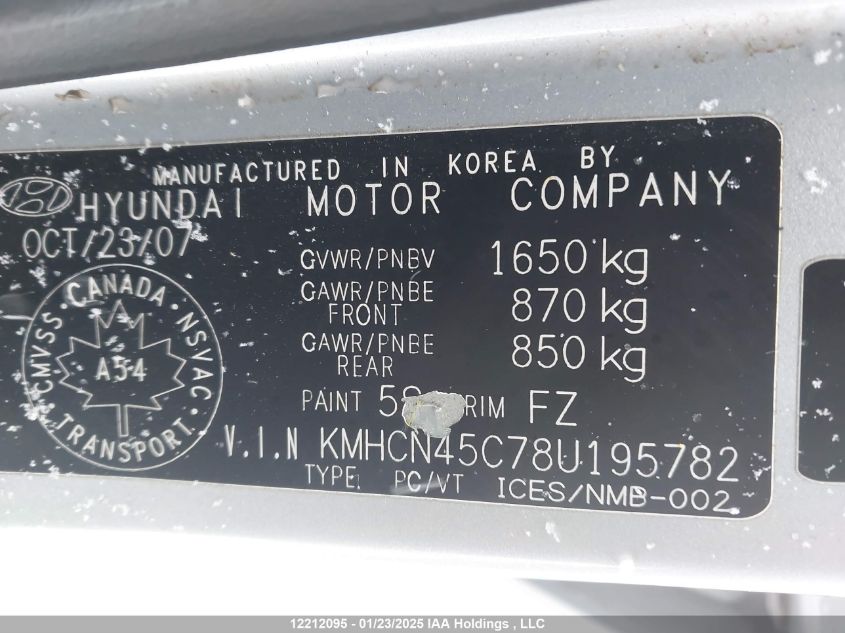 MANUFACTURED IN KOREA BY
HYUNDAI MOTOR COMPANY
OCT/23/07
GVWR/PNBV 1650 kg
GAWR/PNBE FRONT 870 kg
GAWR/PNBE REAR 850 kg
CANADA
CMVSS NSVAC
A54
TRANSPORT
PAINT RIM FZ
V.I.N KMHCN45C78U195782
TYPE PC/VT ICES/NMB-002
12212095 - 01/23/2025 IAA Holdings , LLC